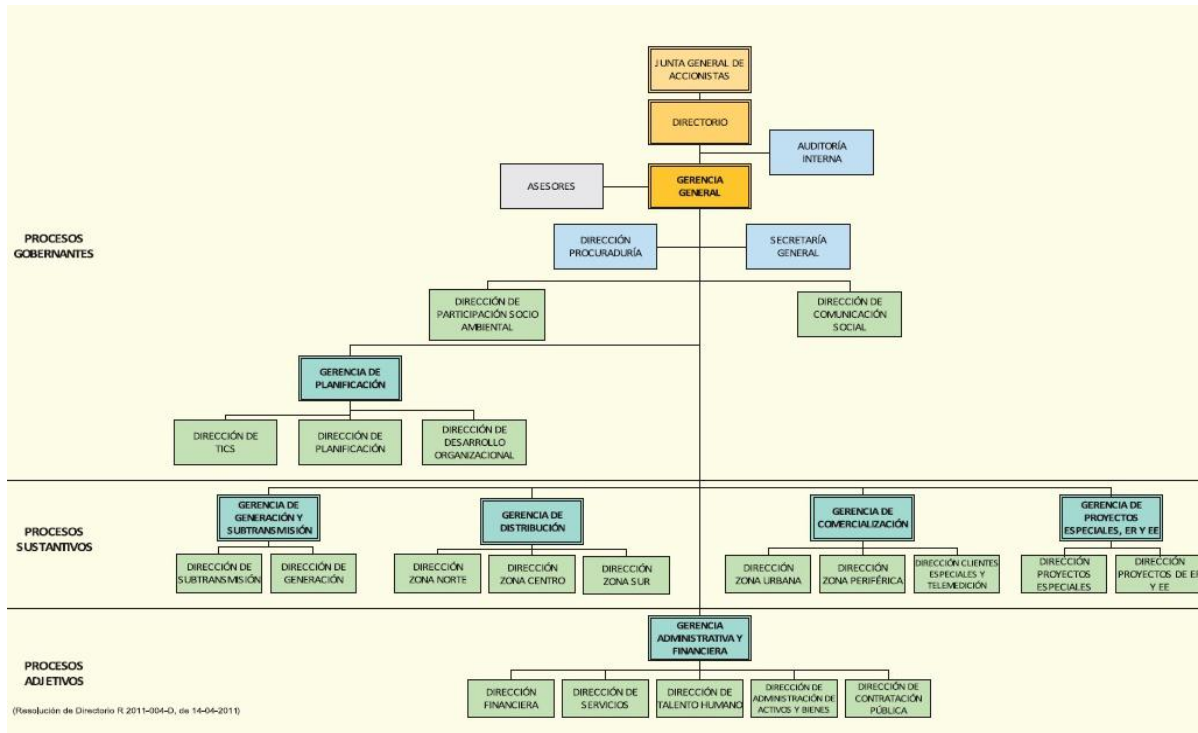 JUNTA GENERAL DE
ACCIONISTAS
DIRECTORIO
AUDITORÍA
INTERNA
ASESORES
GERENCIA
GENERAL
PROCESOS
GOBERNANTES
DIRECCIÓN
PROCURADURÍA
SECRETARÍA
GENERAL
DIRECCIÓN DE
PARTICIPACIÓN SOCIO
AMBIENTAL
DIRECCIÓN DE
COMUNICACIÓN
SOCIAL
GERENCIA DE
PLANIFICACIÓN
DIRECCIÓN DE
TICS
DIRECCIÓN DE
PLANIFICACIÓN
DIRECCIÓN DE
DESARROLLO
ORGANIZACIONAL
PROCESOS
SUSTANTIVOS
GERENCIA DE
GENERACIÓN Y
SUBTRANSMISIÓN
GERENCIA DE
DISTRIBUCIÓN
GERENCIA DE
COMERCIALIZACIÓN
GERENCIA DE
PROYECTOS
ESPECIALES, ER Y EE
DIRECCIÓN DE
SUBTRANSMISIÓN
DIRECCIÓN DE
GENERACIÓN
DIRECCIÓN
ZONA NORTE
DIRECCIÓN
ZONA CENTRO
DIRECCIÓN
ZONA SUR
DIRECCIÓN
ZONA URBANA
DIRECCIÓN
ZONA PERIFÉRICA
DIRECCIÓN CLIENTES
ESPECIALES Y
TELEMEDICIÓN
DIRECCIÓN
PROYECTOS
ESPECIALES
DIRECCIÓN
PROYECTOS DE ER
Y EE
PROCESOS
ADJETIVOS
GERENCIA
ADMINISTRATIVA Y
FINANCIERA
DIRECCIÓN
FINANCIERA
DIRECCIÓN DE
SERVICIOS
DIRECCIÓN DE
TALENTO HUMANO
DIRECCIÓN DE
ADMINISTRACIÓN DE
ACTIVOS Y BIENES
DIRECCIÓN DE
CONTRATACIÓN
PÚBLICA
(Resolución de Directorio R 2011-004-D, de 14-04-2011)